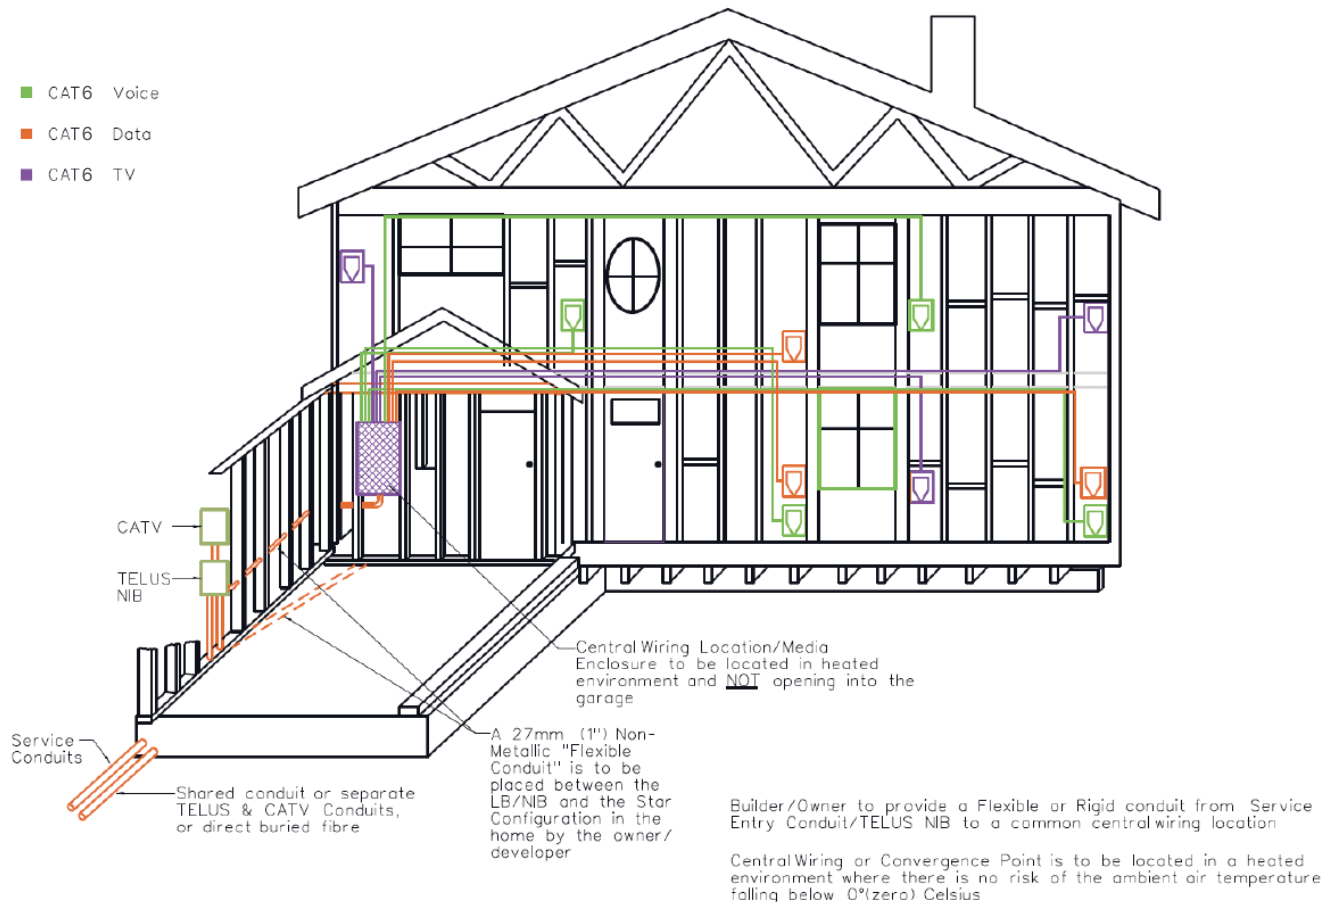 CAT6 Voice
CAT6 Data
CAT6 TV
CATV
TELUS
NIB
Central Wiring Location/Media
Enclosure to be located in heated
environment and NOT opening into the
garage
Service
Conduits
Shared conduit or separate
TELUS & CATV Conduits,
or direct buried fibre
A 27mm (1") Non-
Metallic "Flexible
Conduit" is to be
placed between the
LB/NIB and the Star
Configuration in the
home by the owner/
developer
Builder/Owner to provide a Flexible or Rigid conduit from Service
Entry Conduit/TELUS NIB to a common central wiring location
Central Wiring or Convergence Point is to be located in a heated
environment where there is no risk of the ambient air temperature
falling below 0°(zero) Celsius